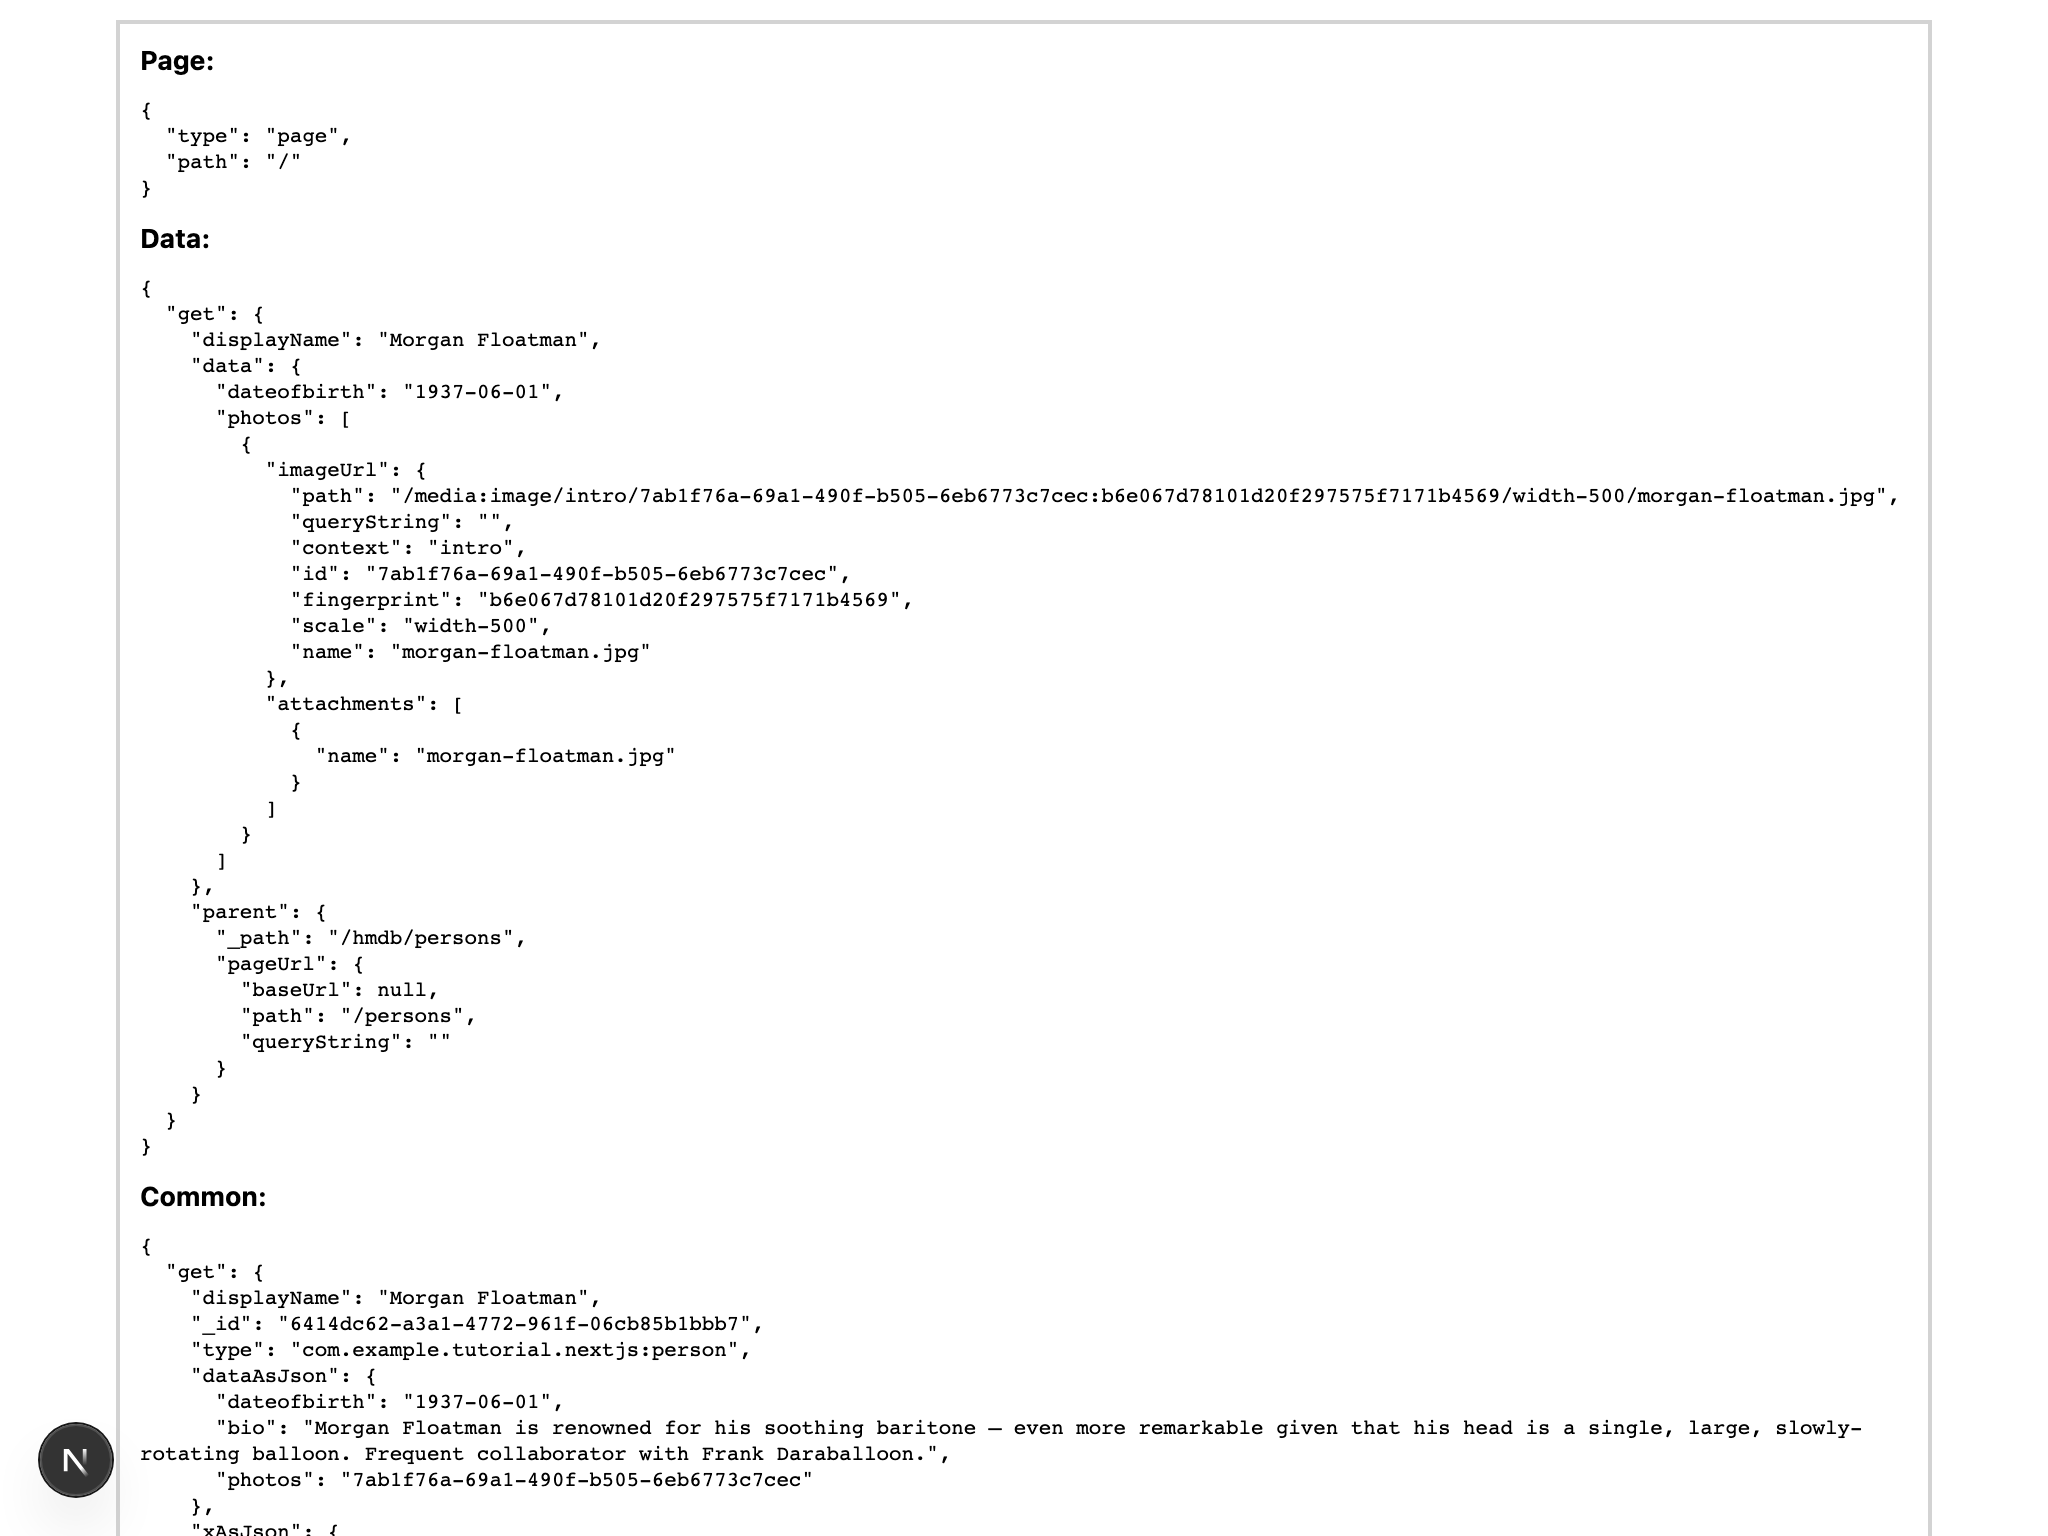 Page:
{
  "type": "page",
  "path": "/"
}
Data:
{
  "get": {
    "displayName": "Morgan Floatman",
    "data": {
      "dateofbirth": "1937-06-01",
      "photos": [
        {
          "imageUrl": {
            "path": "/media:image/intro/7ab1f76a-69a1-490f-b505-6eb6773c7cec:b6e067d78101d20f297575f7171b4569/width-500/morgan-floatman.jpg",
            "queryString": "",
            "context": "intro",
            "id": "7ab1f76a-69a1-490f-b505-6eb6773c7cec",
            "fingerprint": "b6e067d78101d20f297575f7171b4569",
            "scale": "width-500",
            "name": "morgan-floatman.jpg"
          },
          "attachments": [
            {
              "name": "morgan-floatman.jpg"
            }
          ]
        }
      ]
    },
    "parent": {
      "_path": "/hmdb/persons",
      "pageUrl": {
        "baseUrl": null,
        "path": "/persons",
        "queryString": ""
      }
    }
  }
}
Common:
{
  "get": {
    "displayName": "Morgan Floatman",
    "_id": "6414dc62-a3a1-4772-961f-06cb85b1bbb7",
    "type": "com.example.tutorial.nextjs:person",
    "dataAsJson": {
      "dateofbirth": "1937-06-01",
      "bio": "Morgan Floatman is renowned for his soothing baritone — even more remarkable given that his head is a single, large, slowly-
rotating balloon. Frequent collaborator with Frank Daraballoon.",
      "photos": "7ab1f76a-69a1-490f-b505-6eb6773c7cec"
    },
    "xAsJson": {
N